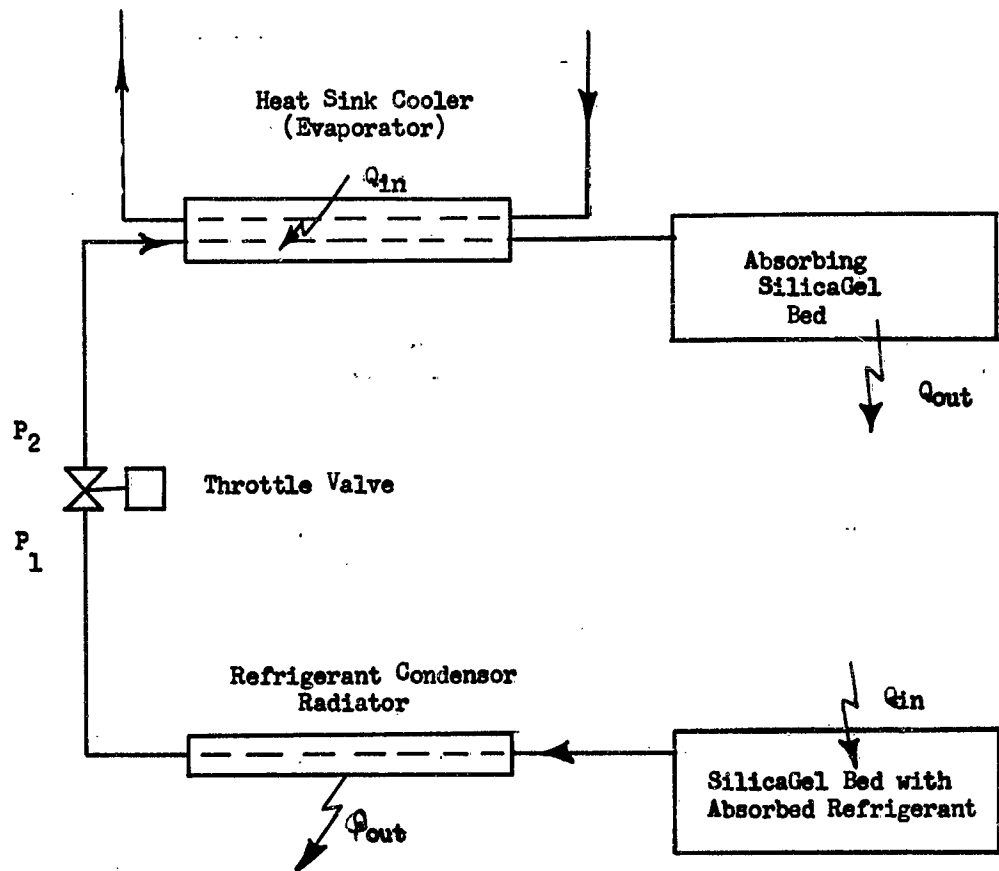 Heat Sink Cooler
(Evaporator)
Qin
Absorbing
SilicaGel
Bed
Qout
P2
Throttle Valve
P1
Refrigerant Condensor
Radiator
Qin
SilicaGel Bed with
Absorbed Refrigerant
Qout